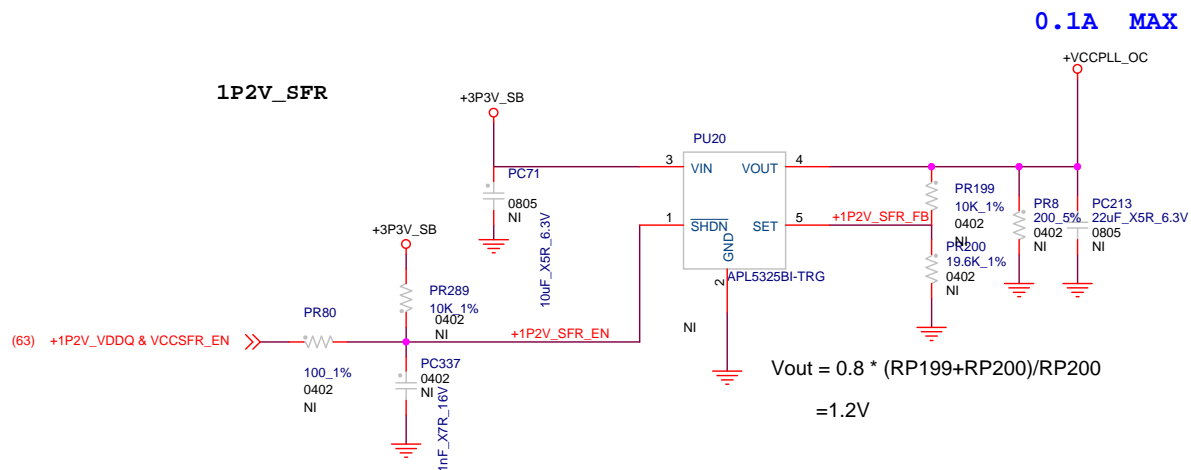 0.1A MAX
+VCCPLL_OC
1P2V_SFR
+3P3V_SB
PU20
3
VIN
VOUT
4
PC71
0805
NI
10uF_X5R_6.3V
1
SHDN
SET
5
GND
2
APL5325BI-TRG
NI
+1P2V_SFR_FB
PR199
10K_1%
0402
NI
PR200
19.6K_1%
0402
NI
PR8
200_5%
0402
NI
PC213
22uF_X5R_6.3V
0805
NI
+3P3V_SB
PR289
10K_1%
0402
NI
PR80
(63) +1P2V_VDDQ & VCCSFR_EN
+1P2V_SFR_EN
100_1%
0402
NI
PC337
0402
NI
1nF_X7R_16V
Vout = 0.8 * (RP199+RP200)/RP200
=1.2V